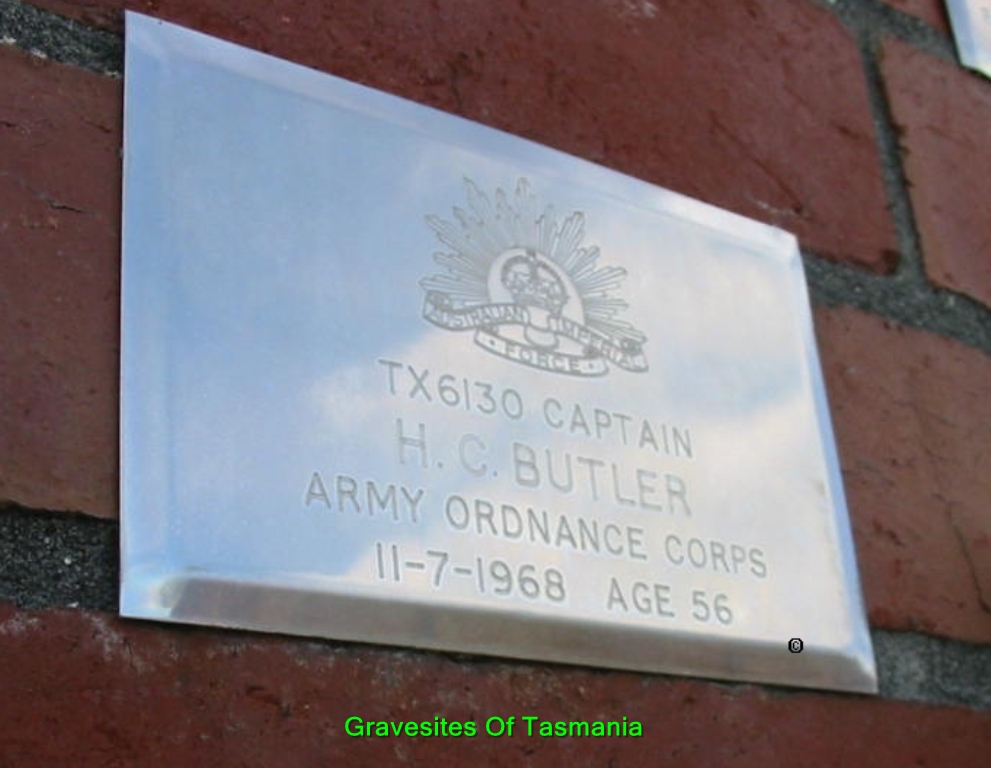 AUSTRALIAN IMPERIAL
FORCE
TX6130 CAPTAIN
H. C. BUTLER
ARMY ORDNANCE CORPS
11-7-1968 AGE 56
©
Gravesites Of Tasmania